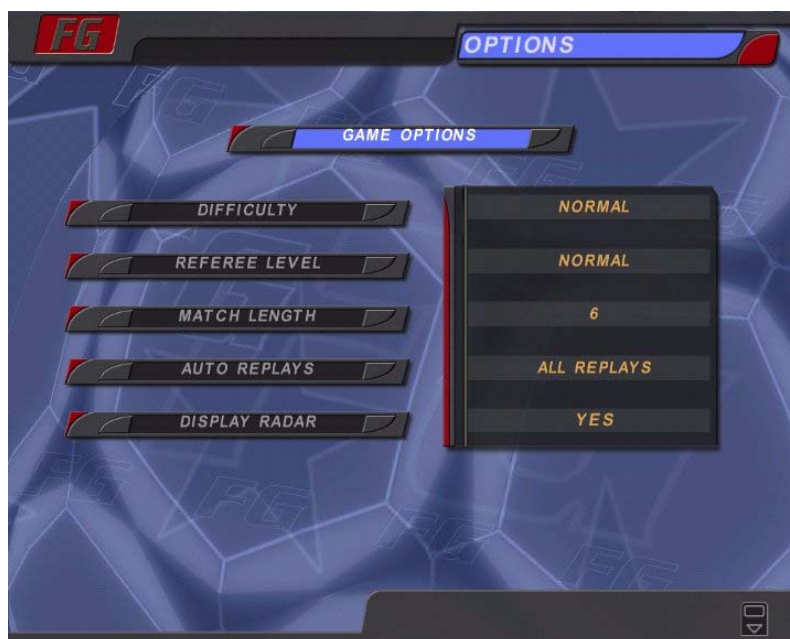 FG
OPTIONS
GAME OPTIONS
DIFFICULTY NORMAL
REFEREE LEVEL NORMAL
MATCH LENGTH 6
AUTO REPLAYS ALL REPLAYS
DISPLAY RADAR YES